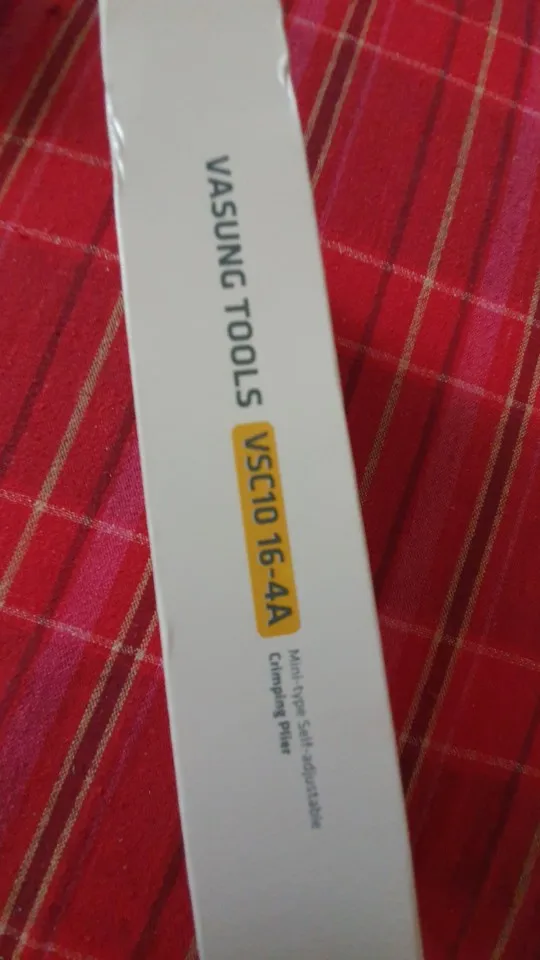 VASUNG TOOLS VSC10 16-4A
Mini-type Self-adjustable
Crimping Plier